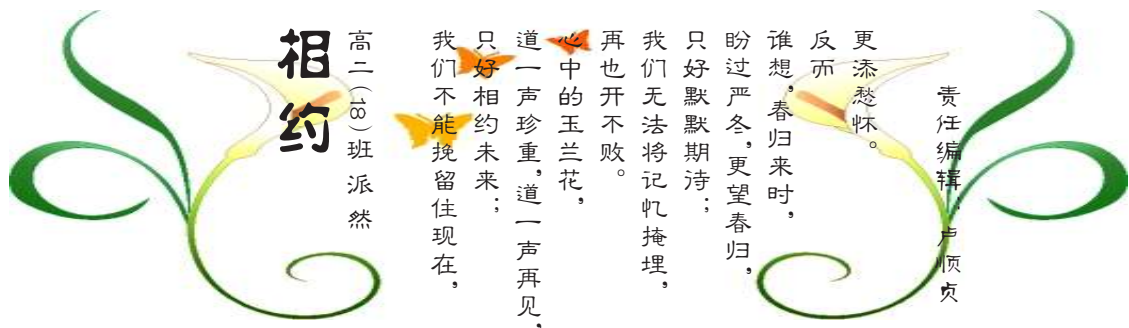 相约
高二(18)班派然
我们不能挽留住现在，
只好相约未来；
道一声珍重，道一声再见，
心中的玉兰花，
再也开不败。
我们无法将记忆掩埋，
只好默默期待；
盼过严冬，更望春归，
谁想，春归来时，
反而
更添愁怀。
责任编辑：卢顺贞